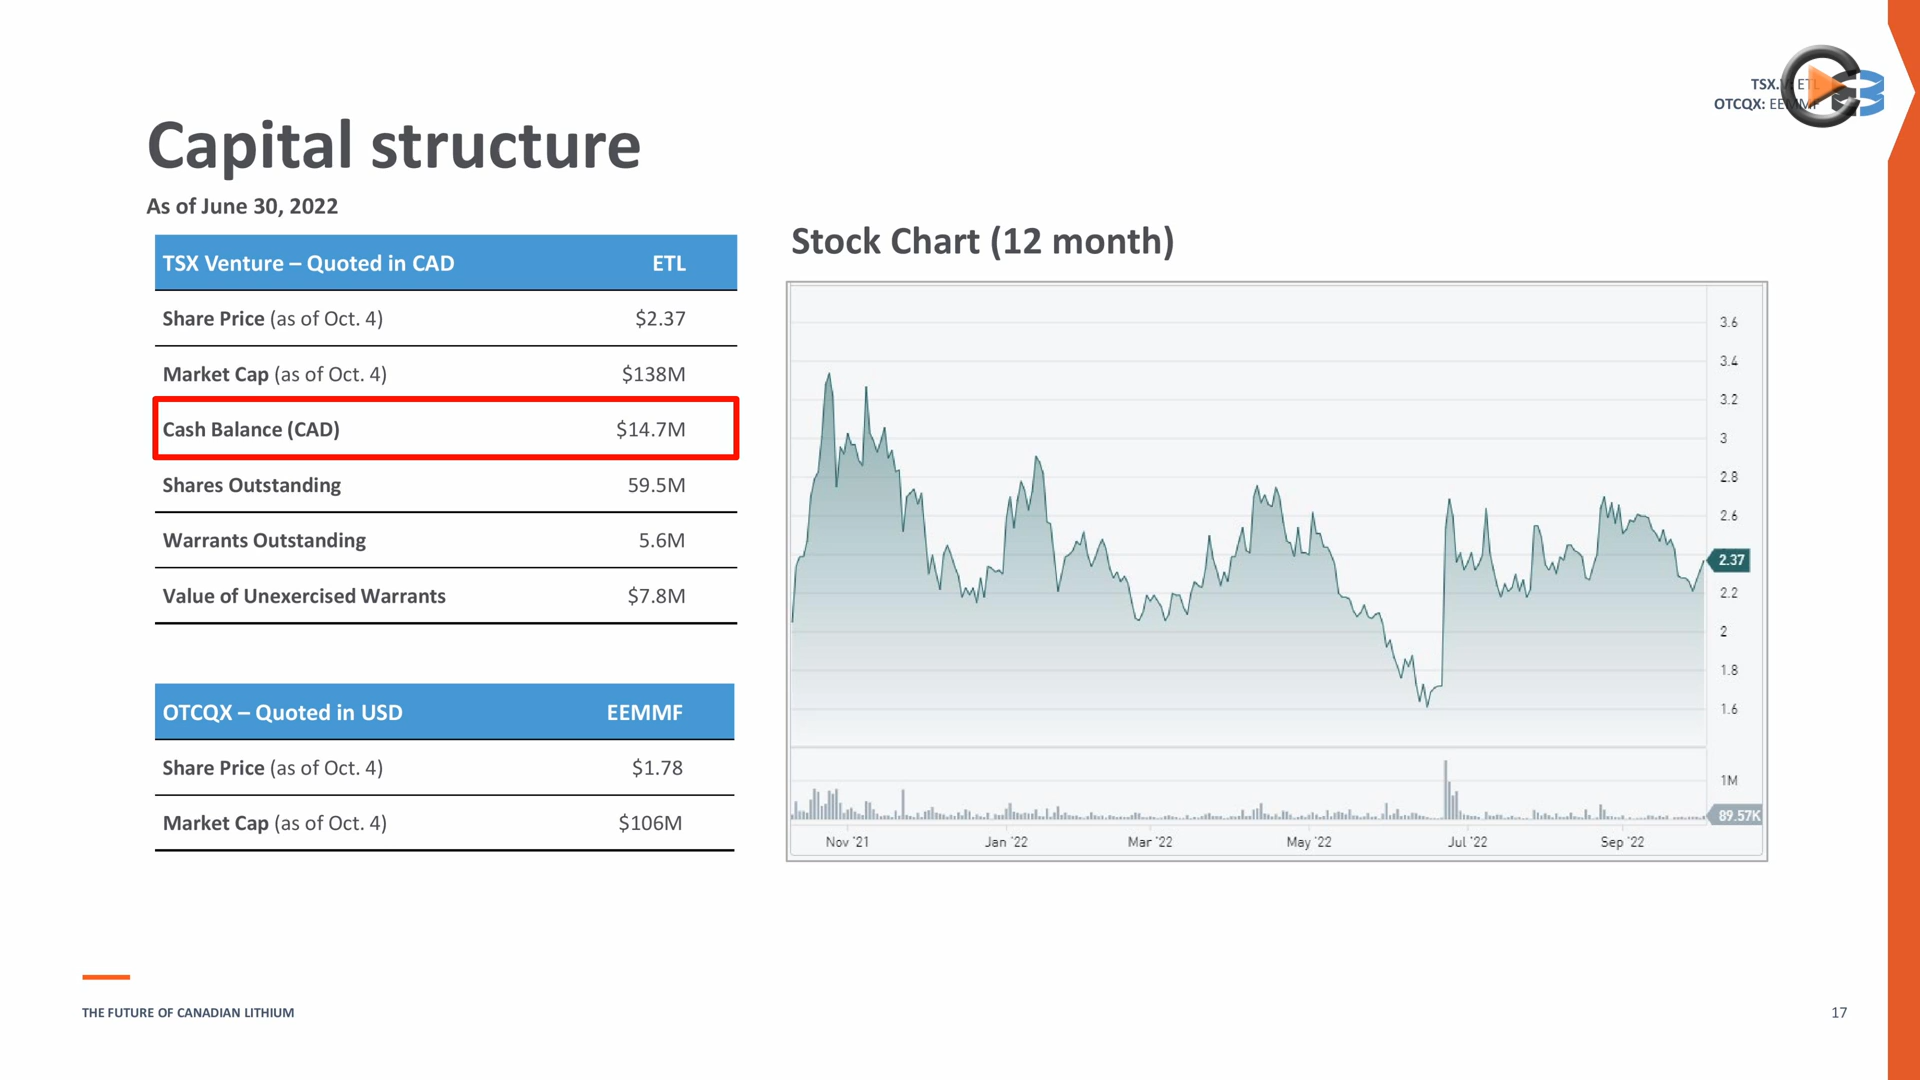 TSX.V: ETL
OTCQX: EEMMF
Capital structure
As of June 30, 2022
TSX Venture – Quoted in CAD ETL
Share Price (as of Oct. 4) $2.37
Market Cap (as of Oct. 4) $138M
Cash Balance (CAD) $14.7M
Shares Outstanding 59.5M
Warrants Outstanding 5.6M
Value of Unexercised Warrants $7.8M
OTCQX – Quoted in USD EEMMF
Share Price (as of Oct. 4) $1.78
Market Cap (as of Oct. 4) $106M
Stock Chart (12 month)
3.6
3.4
3.2
3
2.8
2.6
2.37
2.2
2
1.8
1.6
1M
89.57K
Nov '21 Jan '22 Mar '22 May '22 Jul '22 Sep '22
THE FUTURE OF CANADIAN LITHIUM
17